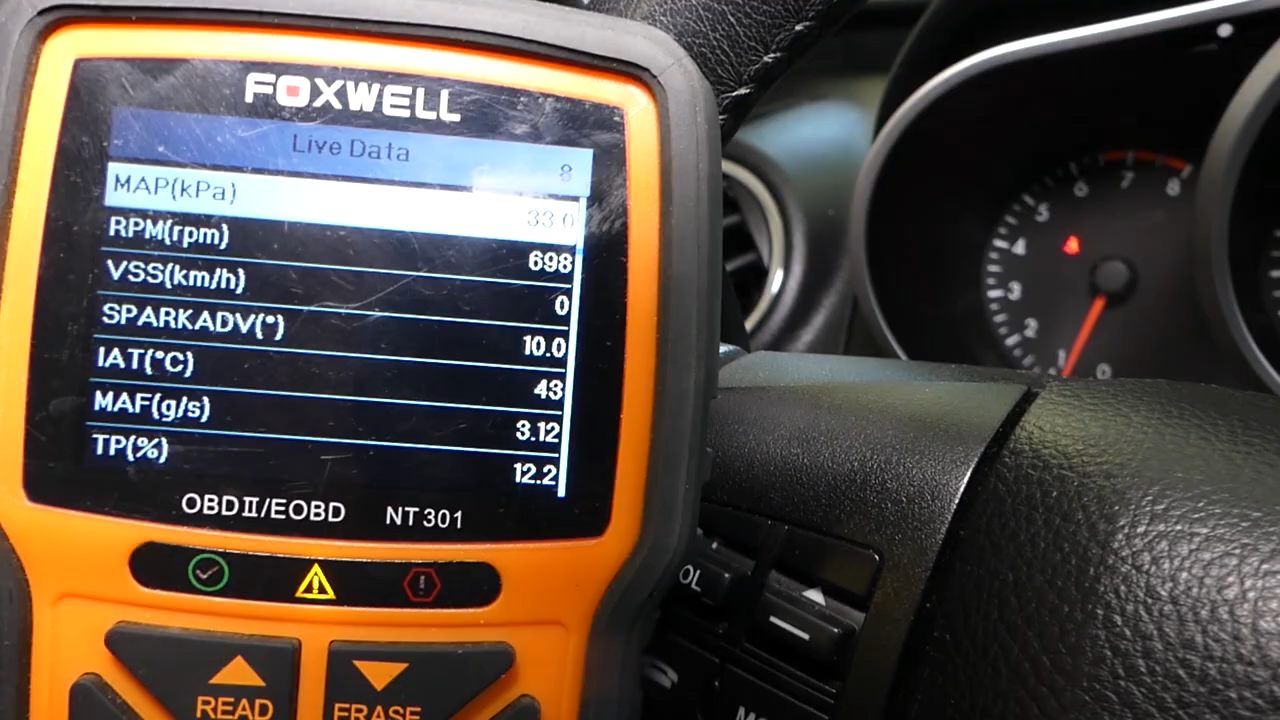 FOXWELL
Live Data
8
MAP(kPa) 33.0
RPM(rpm) 698
VSS(km/h) 0
SPARKADV(°) 10.0
IAT(°C) 43
MAF(g/s) 3.12
TP(%) 12.2
OBDII/EOBD NT301
READ
ERASE
OL
MO
0
1
2
3
4
5
6
7
8